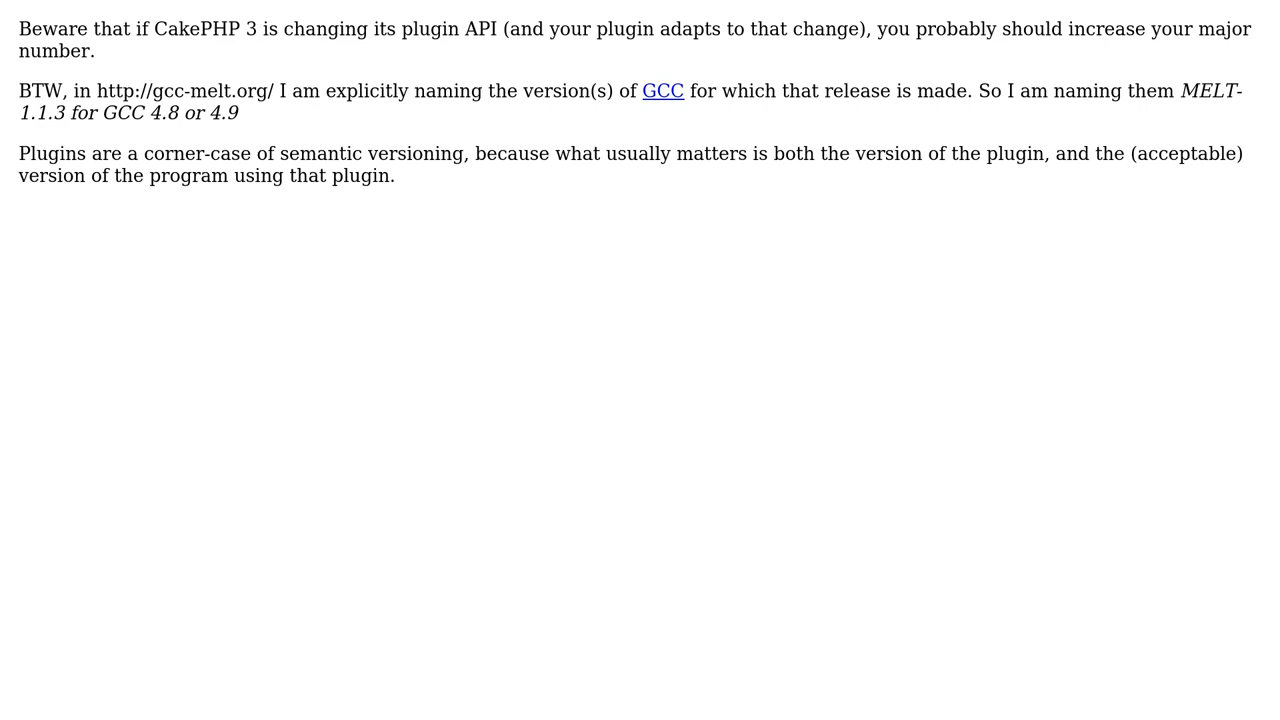 Beware that if CakePHP 3 is changing its plugin API (and your plugin adapts to that change), you probably should increase your major
number.
BTW, in http://gcc-melt.org/ I am explicitly naming the version(s) of GCC for which that release is made. So I am naming them MELT-
1.1.3 for GCC 4.8 or 4.9
Plugins are a corner-case of semantic versioning, because what usually matters is both the version of the plugin, and the (acceptable)
version of the program using that plugin.